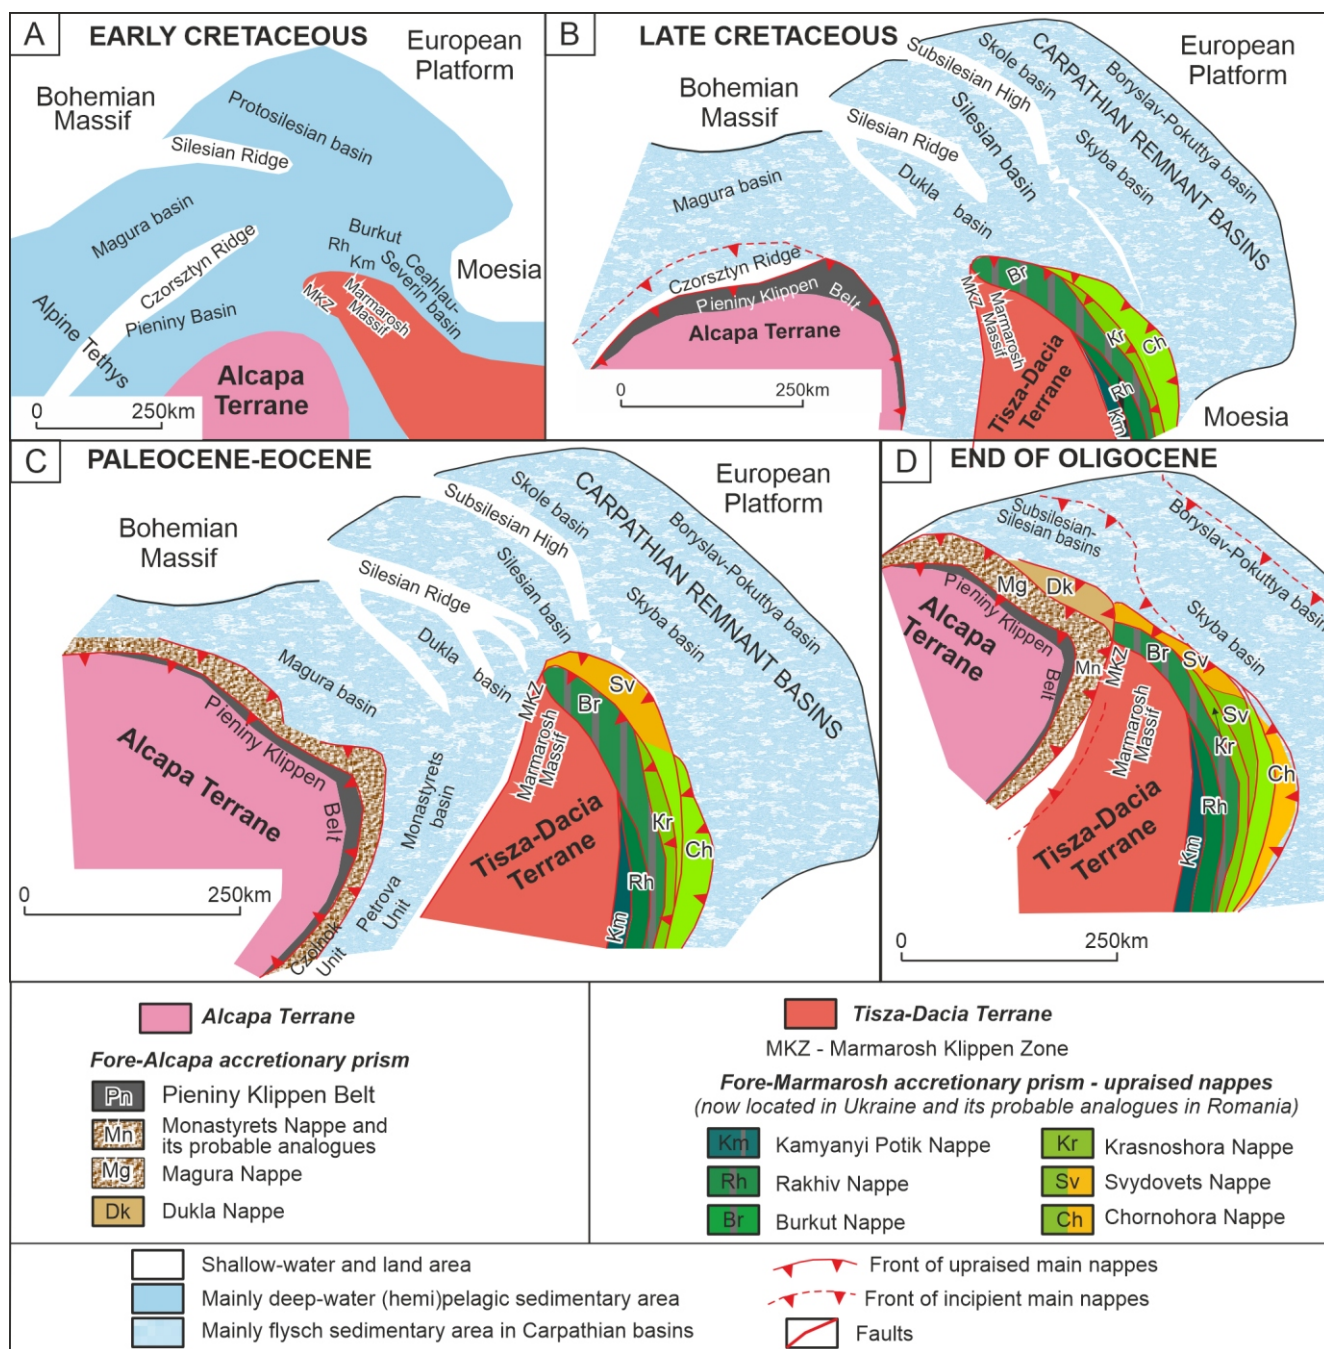 A
EARLY CRETACEOUS
European
Platform
Bohemian
Massif
Protosilesian basin
Silesian Ridge
Magura basin
Czorsztyn Ridge
Pieniny Basin
Alpine Tethys
Burkut
Rh
Km
Ceahlau-
Severin basin
Moesia
MKZ
Marmarosh
Massif
Alcapa
Terrane
0
250km
B
LATE CRETACEOUS
European
Platform
Bohemian
Massif
Subsilesian High
Skole basin
CARPATHIAN REMNANT BASINS
Boryslav-Pokuttya basin
Silesian Ridge
Silesian basin
Skyba basin
Dukla
basin
Magura basin
Czorsztyn Ridge
Pieniny Klippen
Belt
Alcapa Terrane
Br
MKZ
Marmarosh
Massif
Kr
Ch
Rh
Km
Tisza-Dacia
Terrane
Moesia
0
250km
C
PALEOCENE-EOCENE
European
Platform
Bohemian
Massif
Subsilesian High
Skole basin
CARPATHIAN REMNANT BASINS
Boryslav-Pokuttya basin
Silesian Ridge
Silesian basin
Skyba basin
Dukla
basin
Magura basin
Pieniny Klippen
Belt
Alcapa Terrane
Monastyrets
basin
Petrova
Unit
Czolnok
Unit
MKZ
Marmarosh
Massif
Sv
Br
Kr
Ch
Rh
Km
Tisza-Dacia
Terrane
0
250km
D
END OF OLIGOCENE
Subsilesian-
Silesian basins
Boryslav-Pokuttya basin
Skyba basin
Mg
Dk
Pieniny Klippen
Belt
Alcapa
Terrane
Mn
MKZ
Br
Sv
Marmarosh
Massif
Sv
Kr
Ch
Rh
Km
Tisza-Dacia
Terrane
0
250km
Alcapa Terrane
Fore-Alcapa accretionary prism
Pn
Pieniny Klippen Belt
Mn
Monastyrets Nappe and
its probable analogues
Mg
Magura Nappe
Dk
Dukla Nappe
Tisza-Dacia Terrane
MKZ - Marmarosh Klippen Zone
Fore-Marmarosh accretionary prism - upraised nappes
(now located in Ukraine and its probable analogues in Romania)
Km
Kamyanyi Potik Nappe
Rh
Rakhiv Nappe
Br
Burkut Nappe
Kr
Krasnoshora Nappe
Sv
Svydovets Nappe
Ch
Chornohora Nappe
Shallow-water and land area
Mainly deep-water (hemi)pelagic sedimentary area
Mainly flysch sedimentary area in Carpathian basins
Front of upraised main nappes
Front of incipient main nappes
Faults